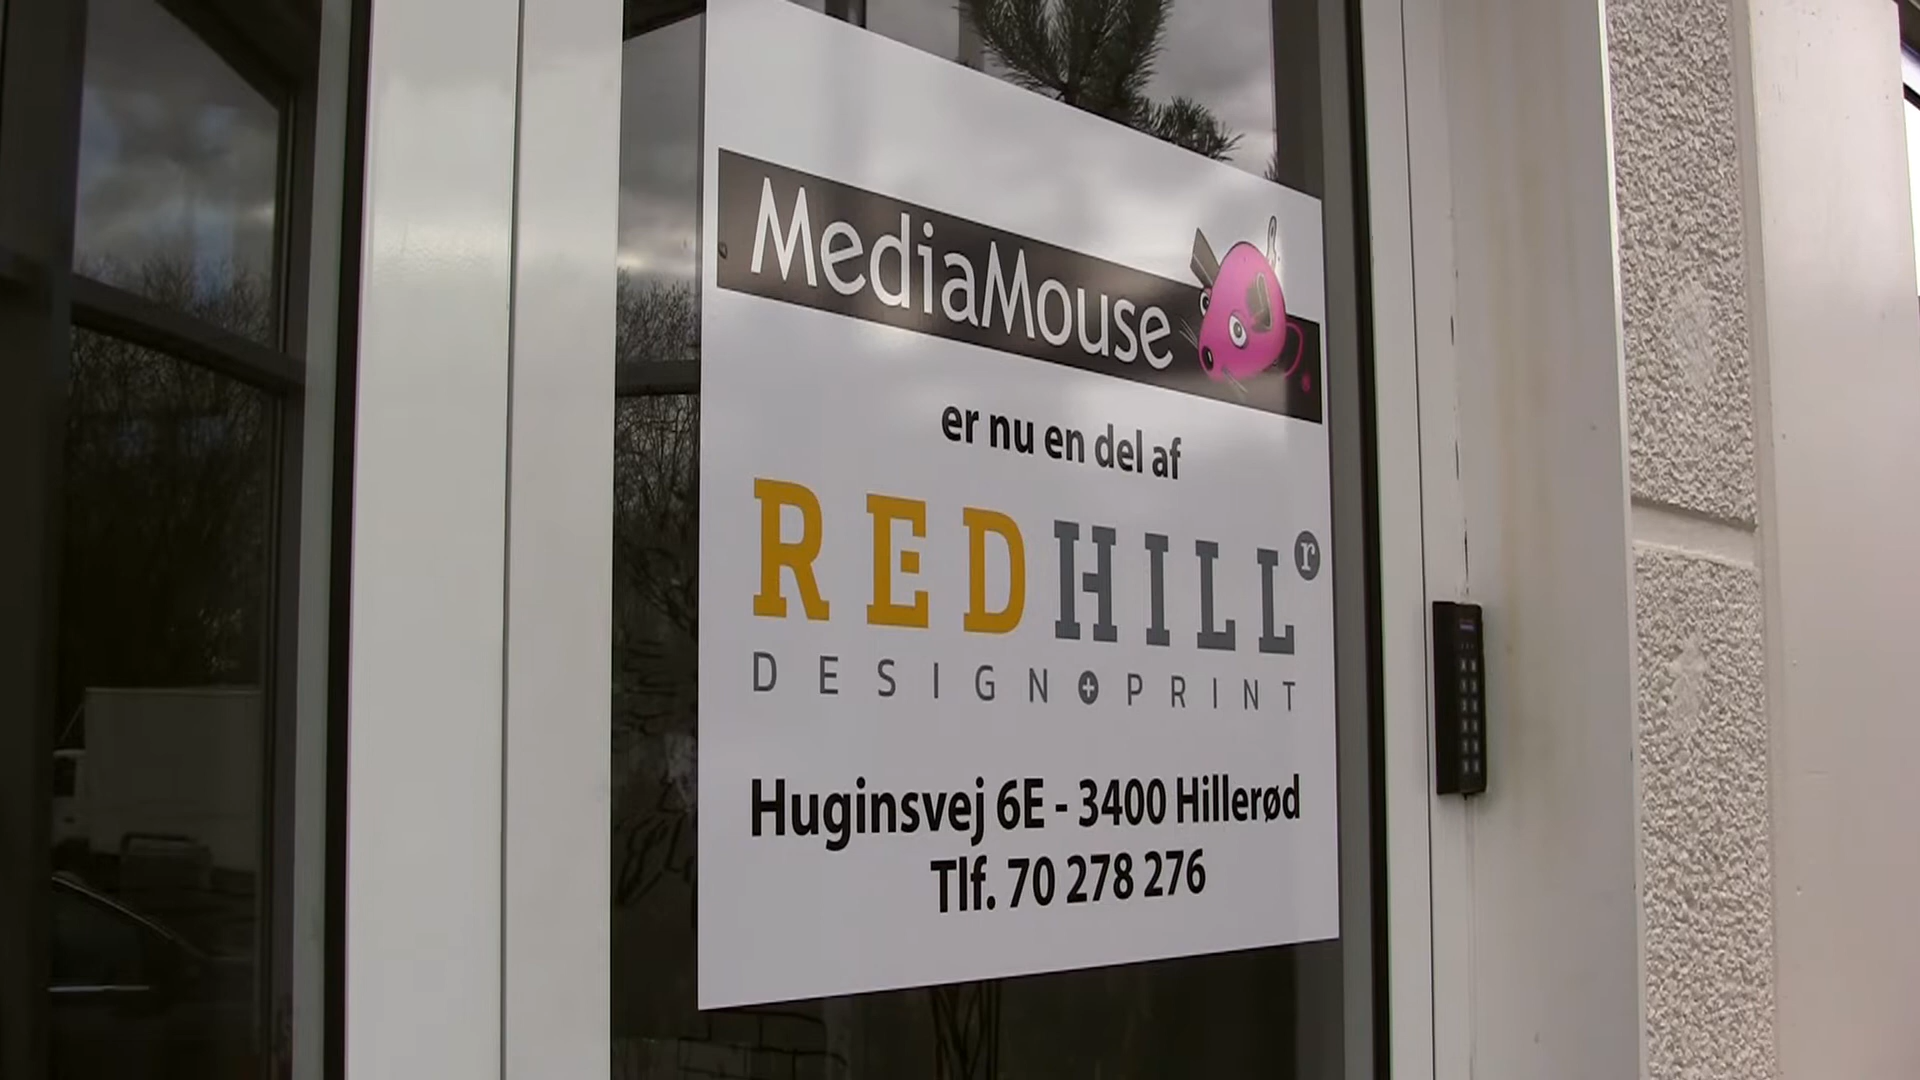 MediaMouse
er nu en del af
REDHILL r
DESIGN + PRINT
Huginsvej 6E - 3400 Hillerød
Tlf. 70 278 276